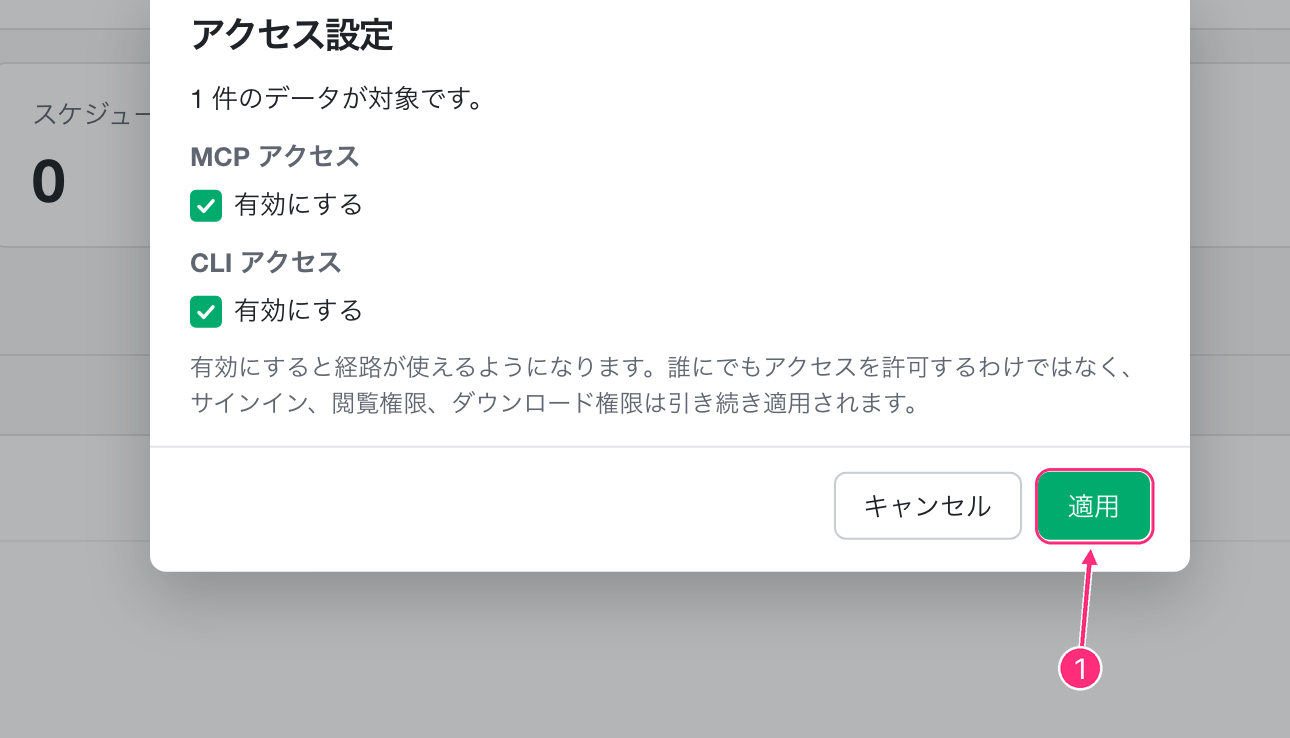 アクセス設定
1 件のデータが対象です。
スケジュー
0
MCP アクセス
有効にする
CLI アクセス
有効にする
有効にすると経路が使えるようになります。誰にでもアクセスを許可するわけではなく、
サインイン、閲覧権限、ダウンロード権限は引き続き適用されます。
キャンセル
適用
1